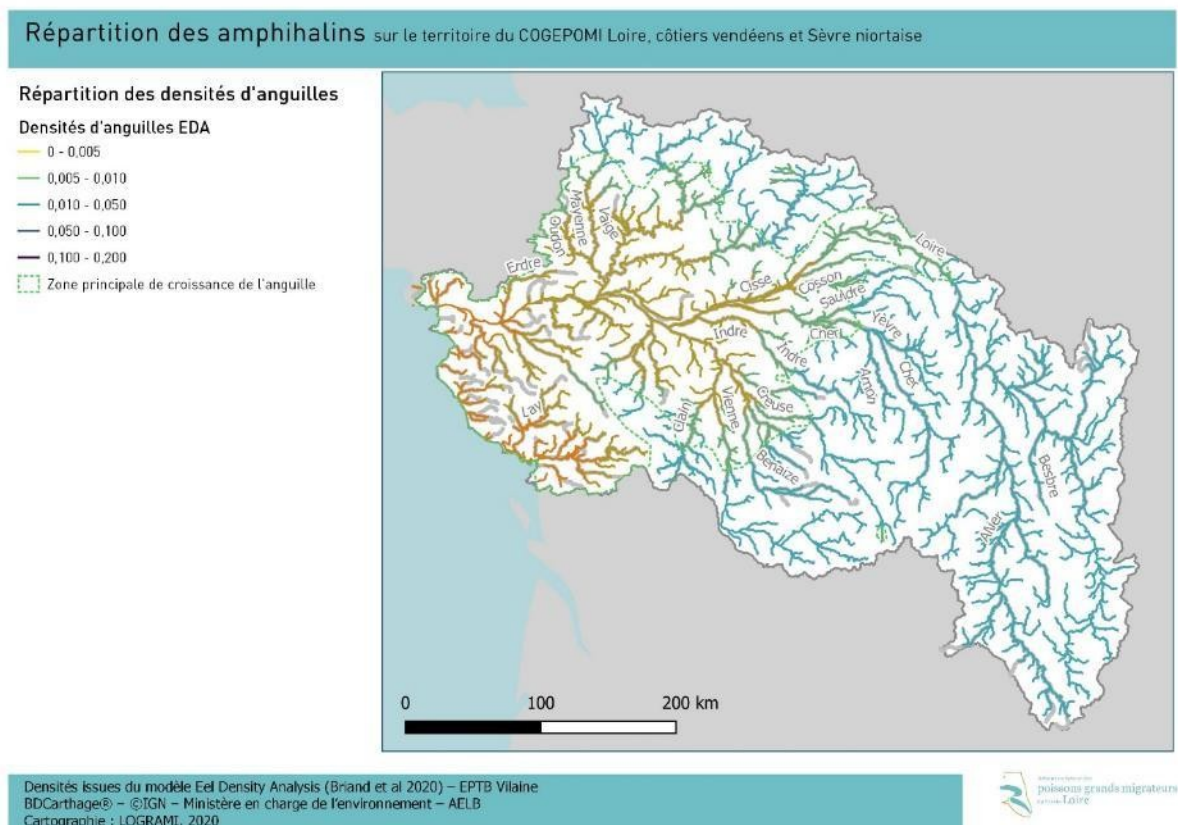 Répartition des amphihalins sur le territoire du COGEPOMI Loire, côtiers vendéens et Sèvre niortaise
Répartition des densités d'anguilles
Densités d'anguilles EDA
0 - 0,005
0,005 - 0,010
0,010 - 0,050
0,050 - 0,100
0,100 - 0,200
Zone principale de croissance de l'anguille
Mayenne
Vaige
Oudon
Erdre
Loire
Cisse
Cosson
Sauldre
Yèvre
Cher
Indre
Indre
Arnon
Cher
Creuse
Vienne
Clain
Lay
Benaize
Besbre
Allier
0 100 200 km
Densités issues du modèle Eel Density Analysis (Briand et al 2020) – EPTB Vilaine
BDCarthage® – ©IGN – Ministère en charge de l'environnement – AELB
Cartographie : LOGRAMI, 2020
poissons grands migrateurs
Loire